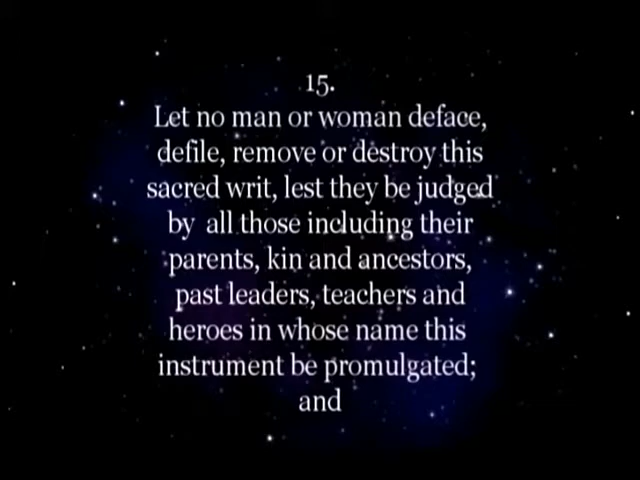 15.
Let no man or woman deface,
defile, remove or destroy this
sacred writ, lest they be judged
by all those including their
parents, kin and ancestors,
past leaders, teachers and
heroes in whose name this
instrument be promulgated;
and